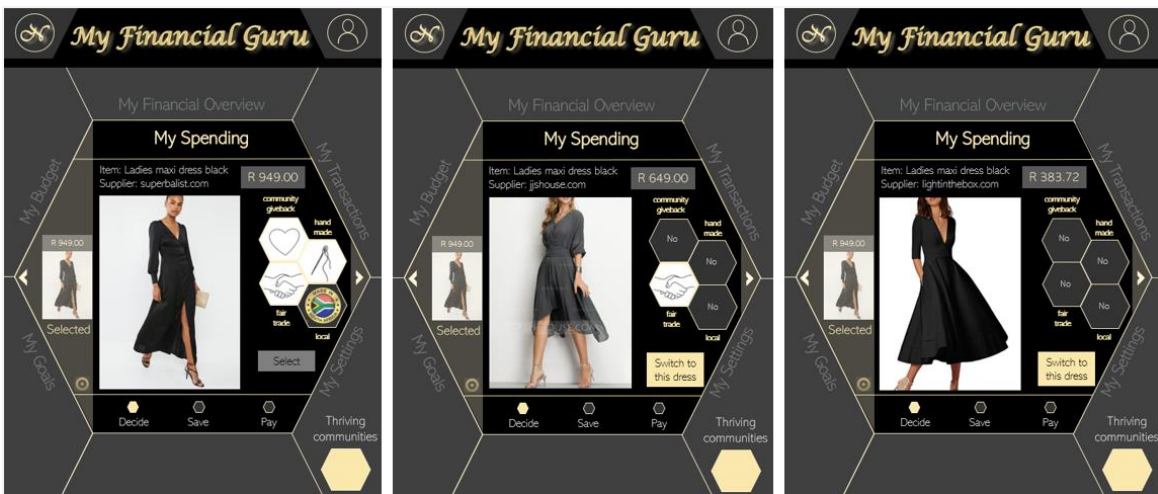 My Financial Guru
My Financial Overview
My Budget
My Transactions
My Spending
Item: Ladies maxi dress black
Supplier: superbalist.com
R 949.00
community
giveback
hand
made
R 949.00
Selected
fair
trade
local
My Goals
My Settings
Select
Decide
Save
Pay
Thriving
communities
My Financial Guru
My Financial Overview
My Budget
My Transactions
My Spending
Item: Ladies maxi dress black
Supplier: jjshouse.com
R 649.00
community
giveback
hand
made
No
No
No
R 949.00
Selected
fair
trade
local
My Goals
My Settings
Switch to
this dress
Decide
Save
Pay
Thriving
communities
My Financial Guru
My Financial Overview
My Budget
My Transactions
My Spending
Item: Ladies maxi dress black
Supplier: lightinthebox.com
R 383.72
community
giveback
hand
made
No
No
No
No
R 949.00
Selected
fair
trade
local
My Goals
My Settings
Switch to
this dress
Decide
Save
Pay
Thriving
communities